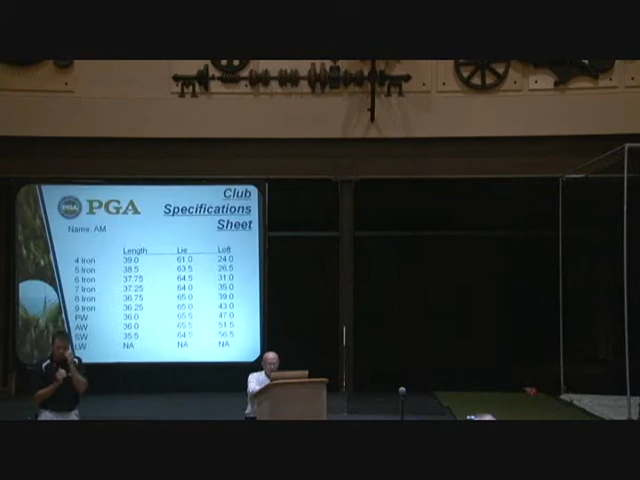 PGA
Club
Specifications
Sheet
Name: AM
Length Lie Loft
4 Iron 39.0 61.0 24.0
5 Iron 38.5 63.5 26.5
6 Iron 37.75 64.5 31.0
7 Iron 37.25 64.0 35.0
8 Iron 36.75 65.0 39.0
9 Iron 36.25 65.0 43.0
PW 36.0 65.5 47.0
AW 36.0 65.5 51.5
SW 35.5 64.5 56.5
LW NA NA NA